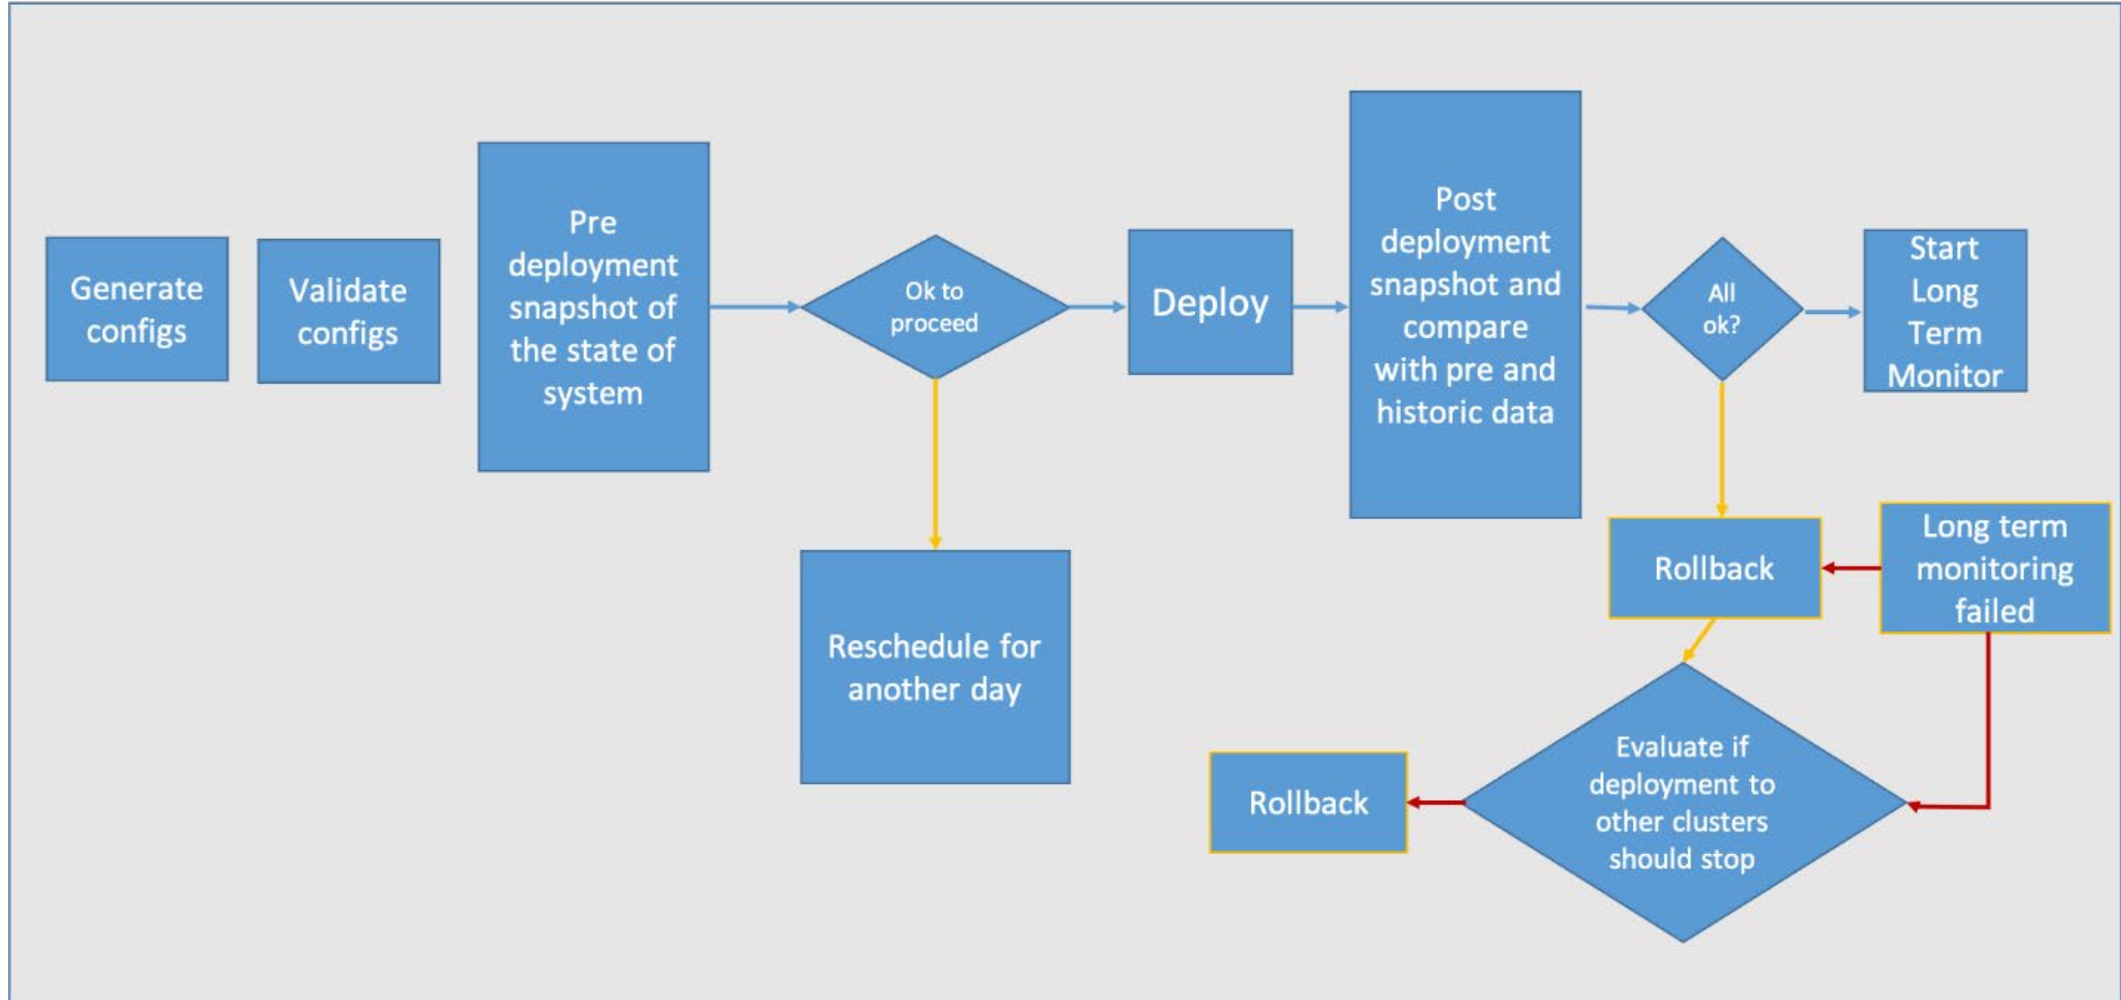 Generate
configs
Validate
configs
Pre
deployment
snapshot of
the state of
system
Ok to
proceed
Deploy
Post
deployment
snapshot and
compare
with pre and
historic data
All
ok?
Start
Long
Term
Monitor
Reschedule for
another day
Rollback
Long term
monitoring
failed
Evaluate if
deployment to
other clusters
should stop
Rollback